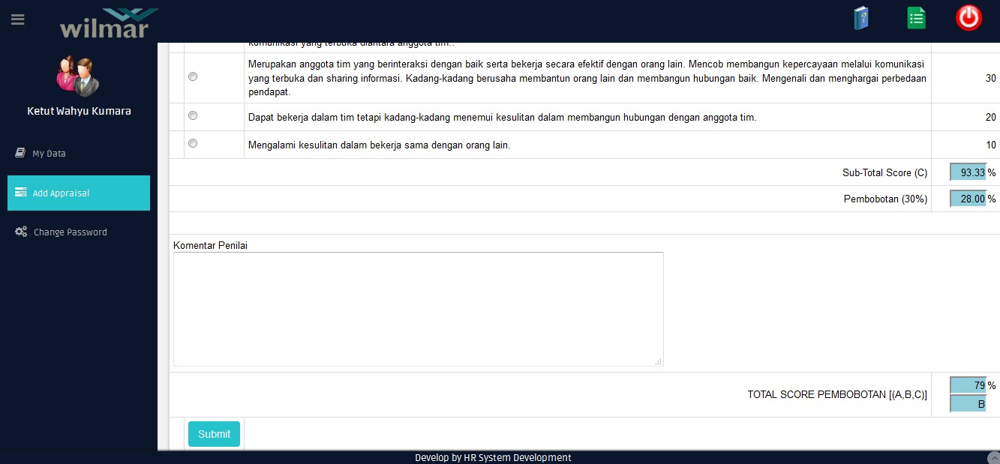 wilmar
komunikasi yang terbuka diantara anggota tim..
Ketut Wahyu Kumara
My Data
Add Appraisal
Change Password
Merupakan anggota tim yang berinteraksi dengan baik serta bekerja secara efektif dengan orang lain. Mencob membangun kepercayaan melalui komunikasi
yang terbuka dan sharing informasi. Kadang-kadang berusaha membantun orang lain dan membangun hubungan baik. Mengenali dan menghargai perbedaan
pendapat.
30
Dapat bekerja dalam tim tetapi kadang-kadang menemui kesulitan dalam membangun hubungan dengan anggota tim.
20
Mengalami kesulitan dalam bekerja sama dengan orang lain.
10
Sub-Total Score (C)
93.33 %
Pembobotan (30%)
28.00 %
Komentar Penilai
TOTAL SCORE PEMBOBOTAN [(A,B,C)]
79 %
B
Submit
Develop by HR System Development